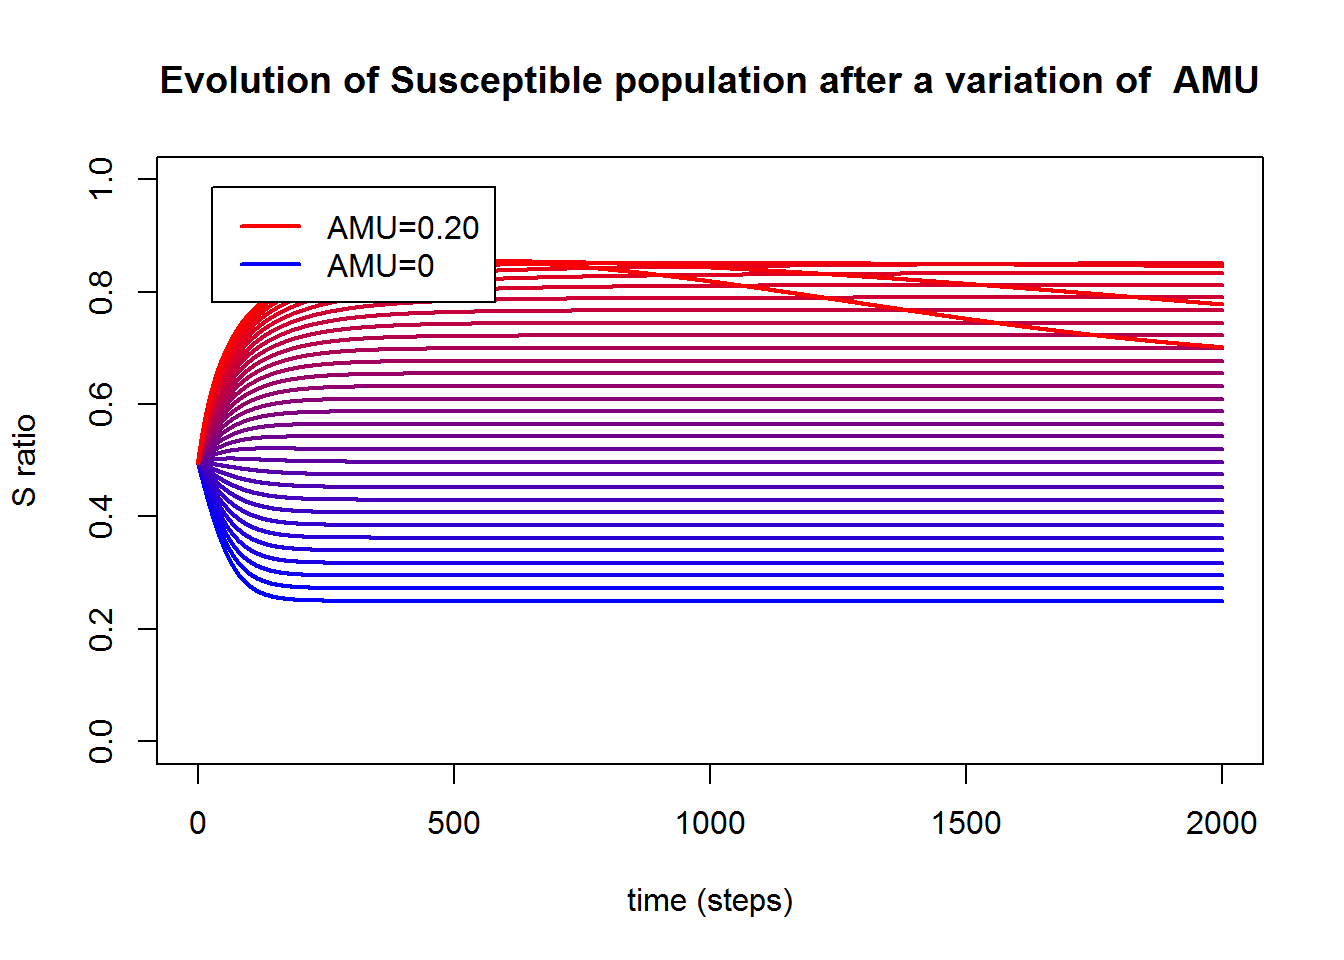 Evolution of Susceptible population after a variation of  AMU
S ratio
1.0
0.8
0.6
0.4
0.2
0.0
AMU=0.20
AMU=0
0 500 1000 1500 2000
time (steps)